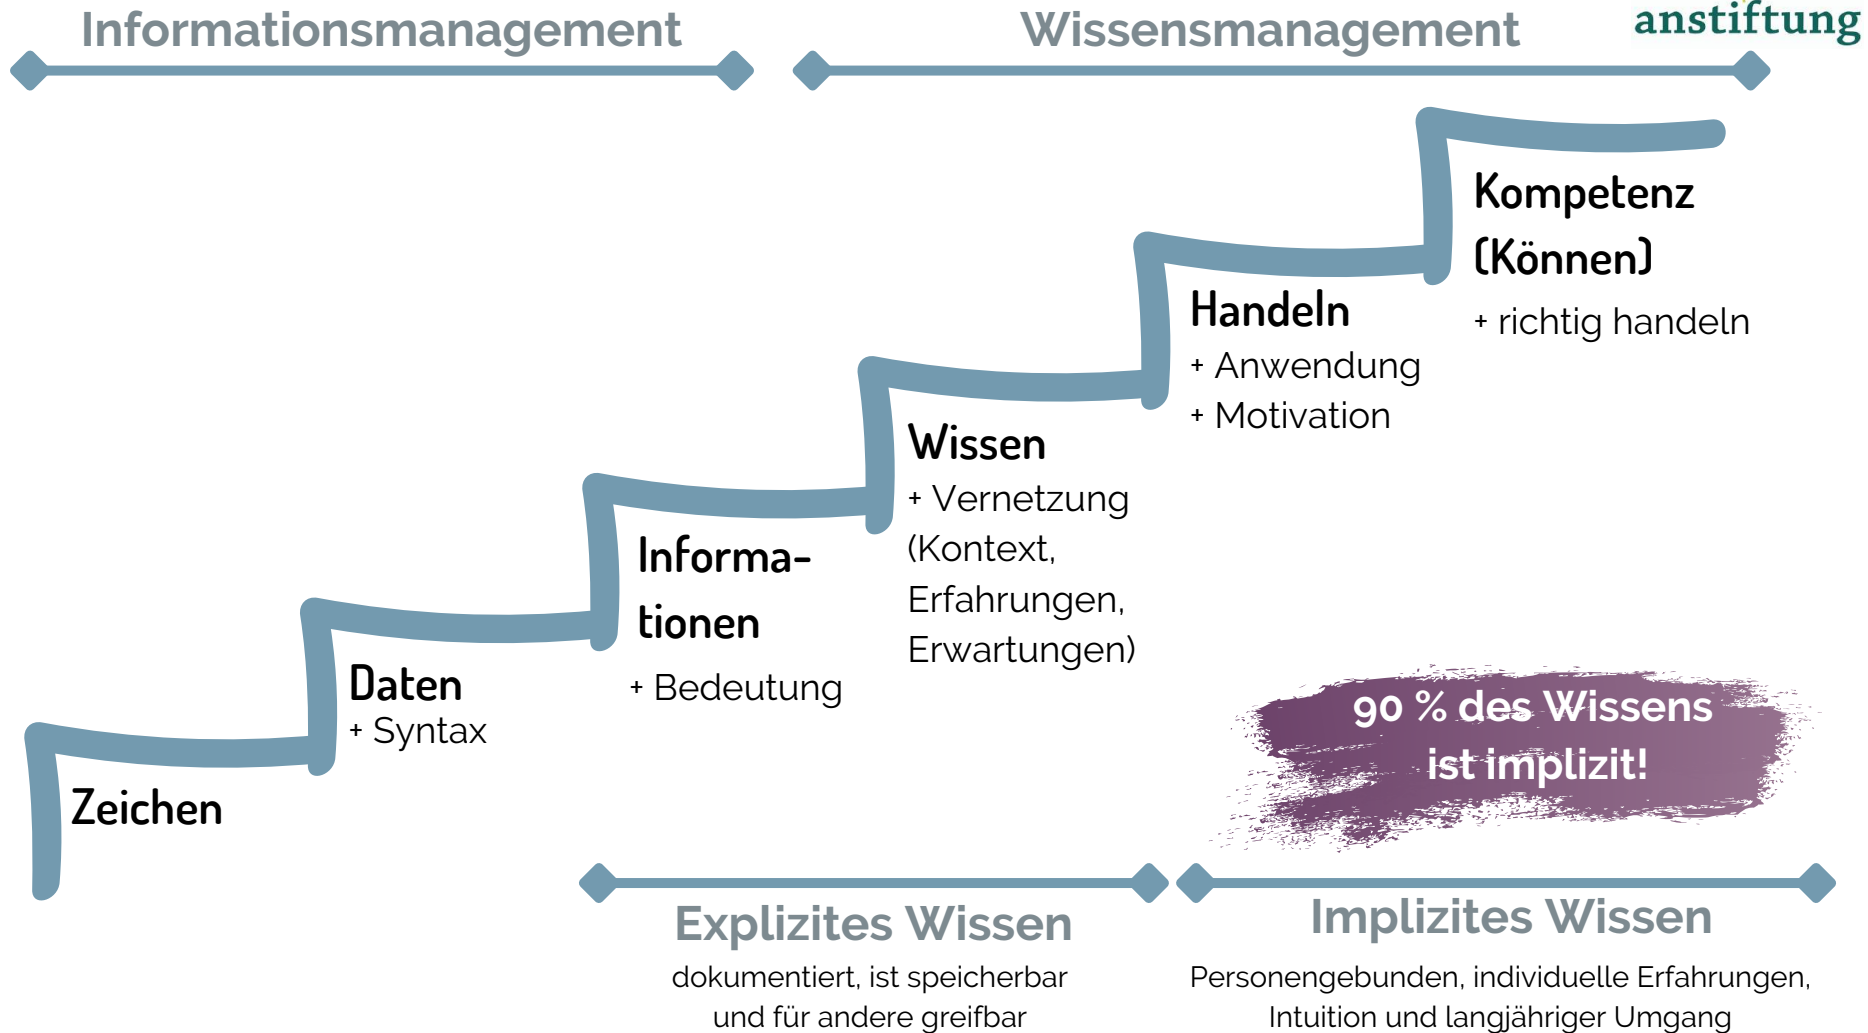 Informationsmanagement
Wissensmanagement
anstiftung
Kompetenz
(Können)
+ richtig handeln
Handeln
+ Anwendung
+ Motivation
Wissen
+ Vernetzung
(Kontext,
Erfahrungen,
Erwartungen)
Informa-
tionen
+ Bedeutung
Daten
+ Syntax
Zeichen
90 % des Wissens
ist implizit!
Explizites Wissen
dokumentiert, ist speicherbar
und für andere greifbar
Implizites Wissen
Personengebunden, individuelle Erfahrungen,
Intuition und langjähriger Umgang